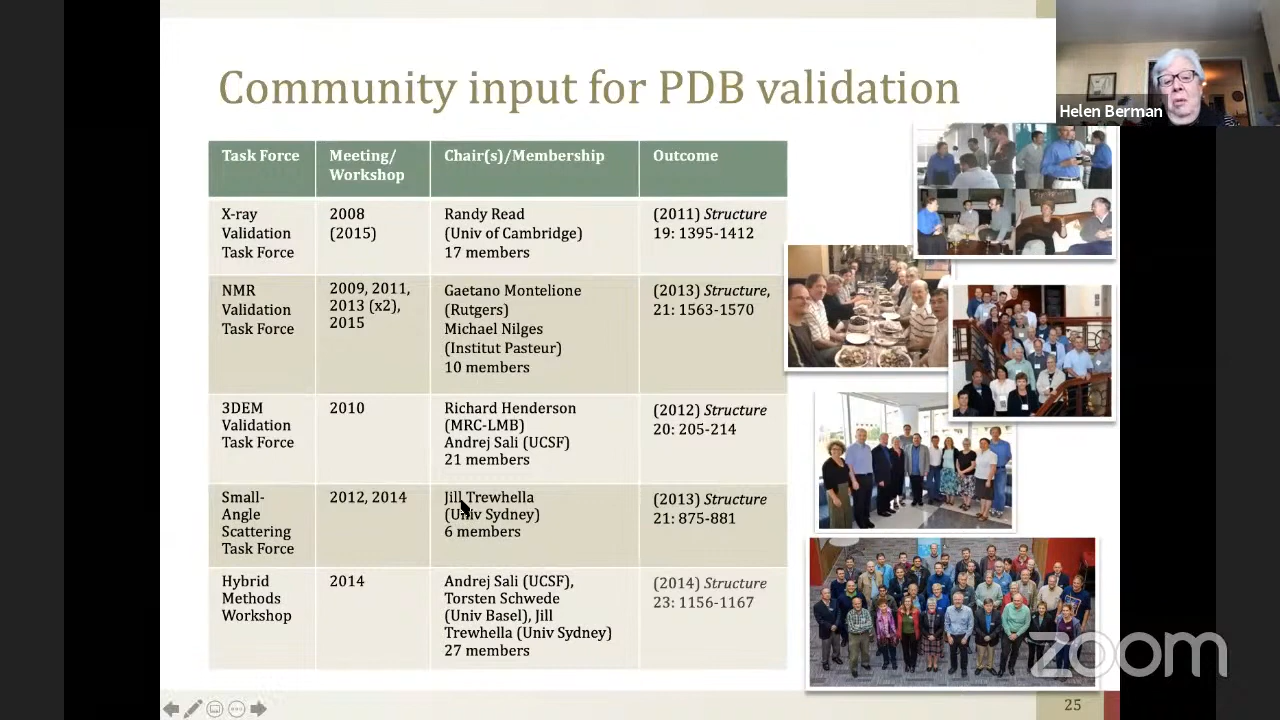 Community input for PDB validation
Helen Berman
Task Force
Meeting/
Workshop
Chair(s)/Membership
Outcome
X-ray
Validation
Task Force
2008
(2015)
Randy Read
(Univ of Cambridge)
17 members
(2011) Structure
19: 1395-1412
NMR
Validation
Task Force
2009, 2011,
2013 (x2),
2015
Gaetano Montelione
(Rutgers)
Michael Nilges
(Institut Pasteur)
10 members
(2013) Structure,
21: 1563-1570
3DEM
Validation
Task Force
2010
Richard Henderson
(MRC-LMB)
Andrej Sali (UCSF)
21 members
(2012) Structure
20: 205-214
Small-
Angle
Scattering
Task Force
2012, 2014
Jill Trewhella
(Univ Sydney)
6 members
(2013) Structure
21: 875-881
Hybrid
Methods
Workshop
2014
Andrej Sali (UCSF),
Torsten Schwede
(Univ Basel), Jill
Trewhella (Univ Sydney)
27 members
(2014) Structure
23: 1156-1167
zoom
25